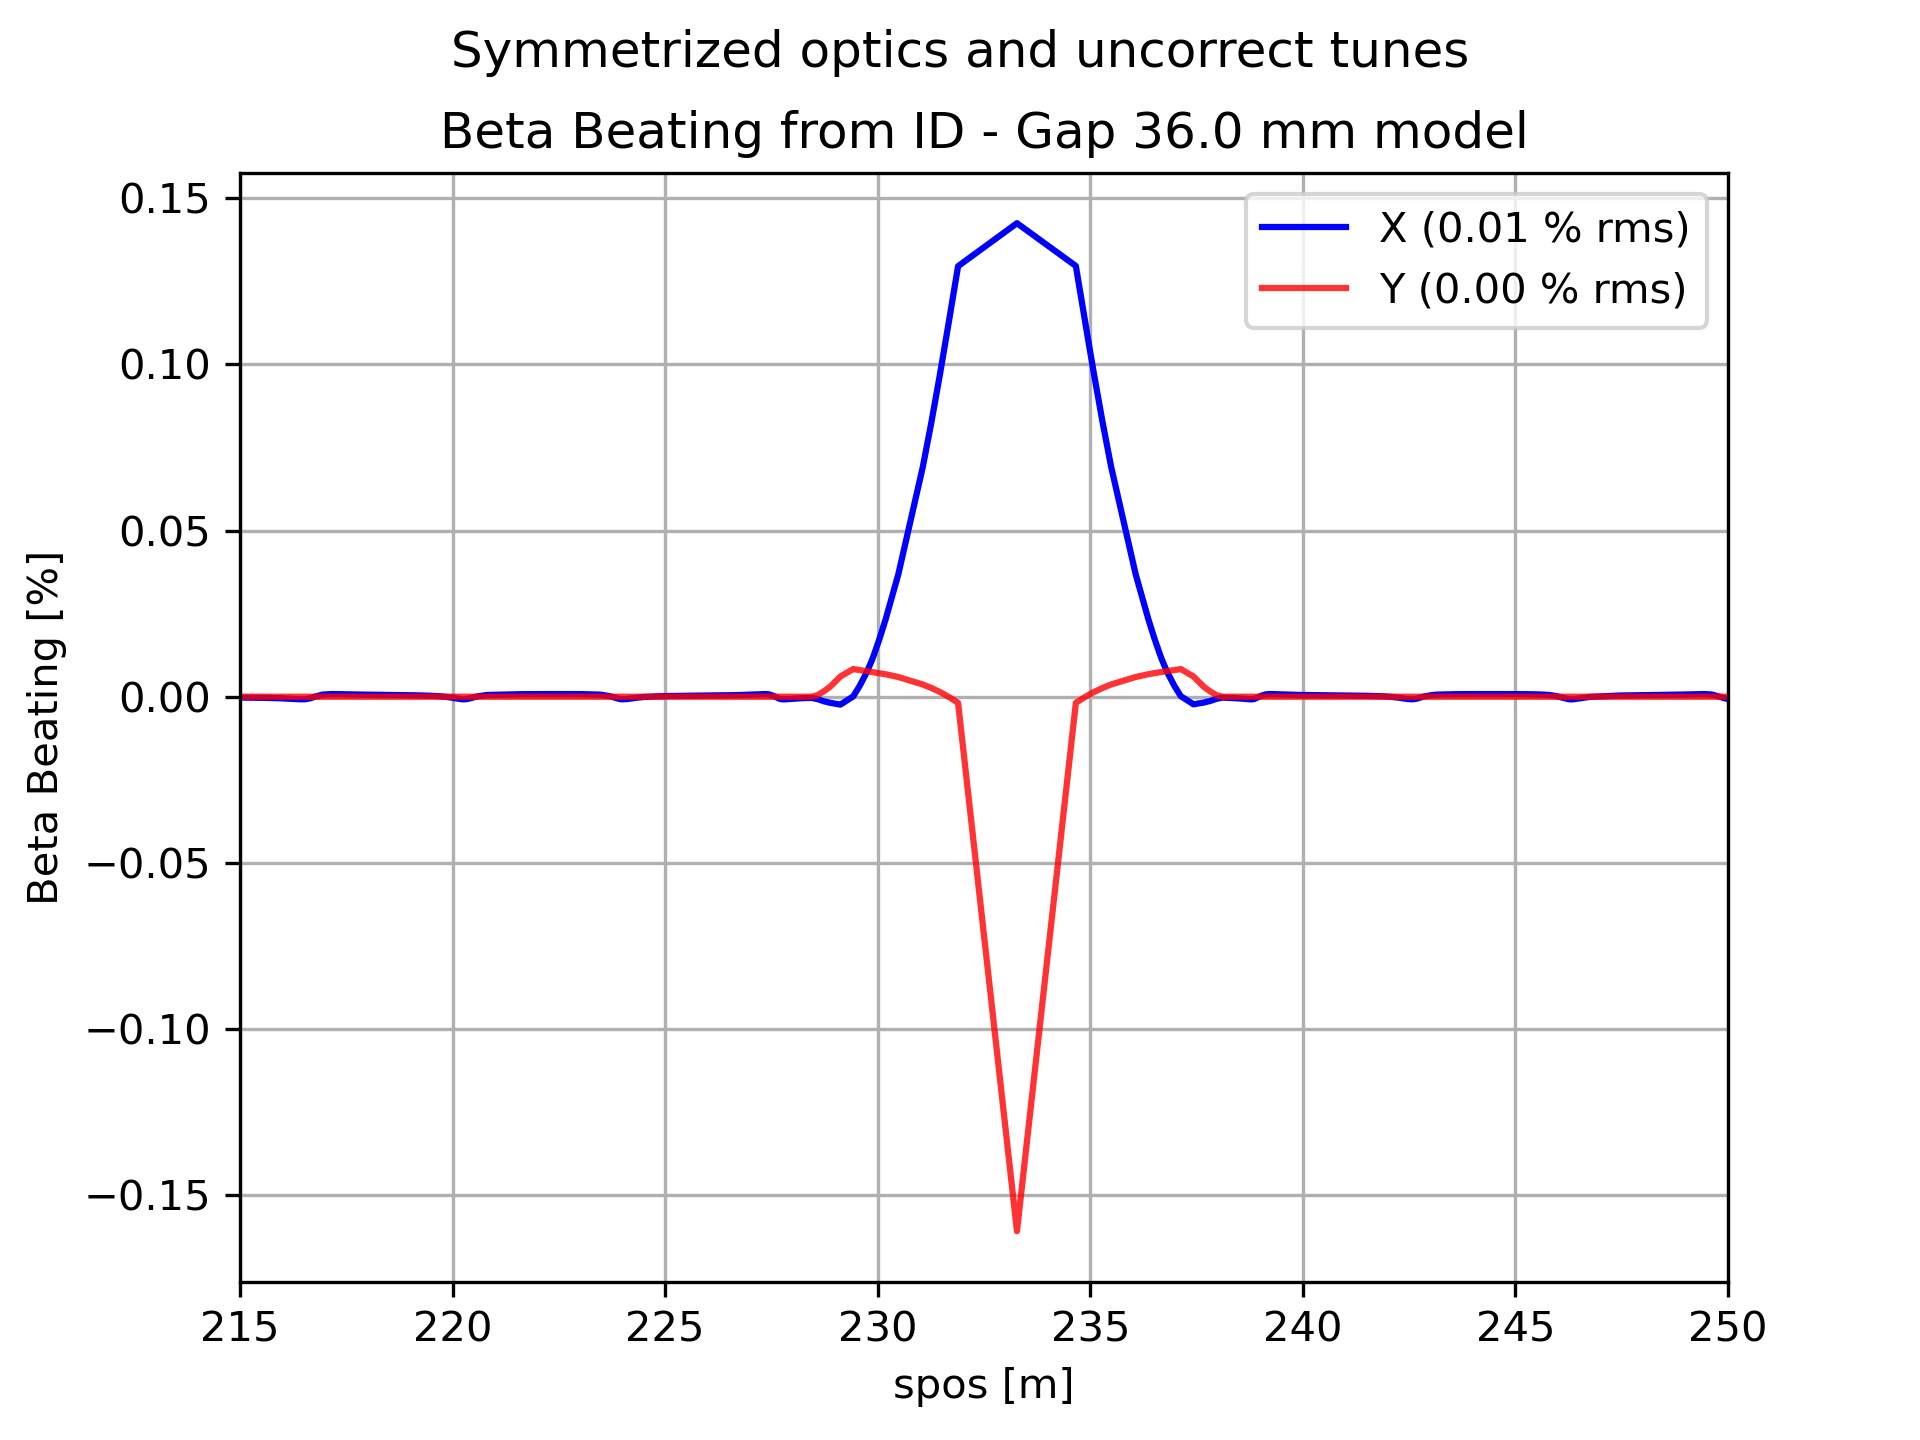 Symmetrized optics and uncorrect tunes
Beta Beating from ID - Gap 36.0 mm model
X (0.01 % rms)
Y (0.00 % rms)
Beta Beating [%]
0.15
0.10
0.05
0.00
−0.05
−0.10
−0.15
215 220 225 230 235 240 245 250
spos [m]